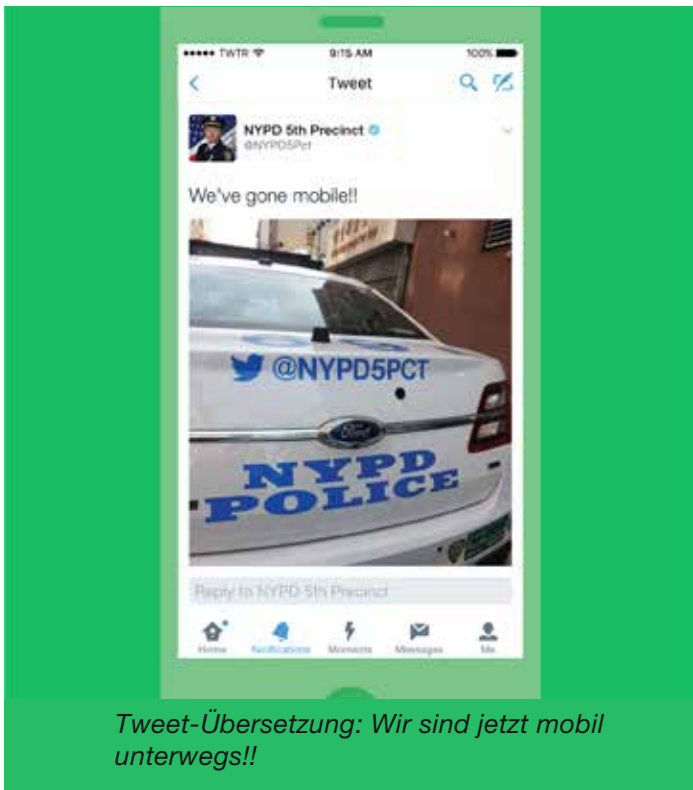 TWTR 9:15 AM 100%
Tweet
NYPD 5th Precinct
@NYPD5Pct
We've gone mobile!!
@NYPD5PCT
Ford
NYPD
POLICE
Reply to NYPD 5th Precinct
Home Notifications Moments Messages Me
Tweet-Übersetzung: Wir sind jetzt mobil
unterwegs!!